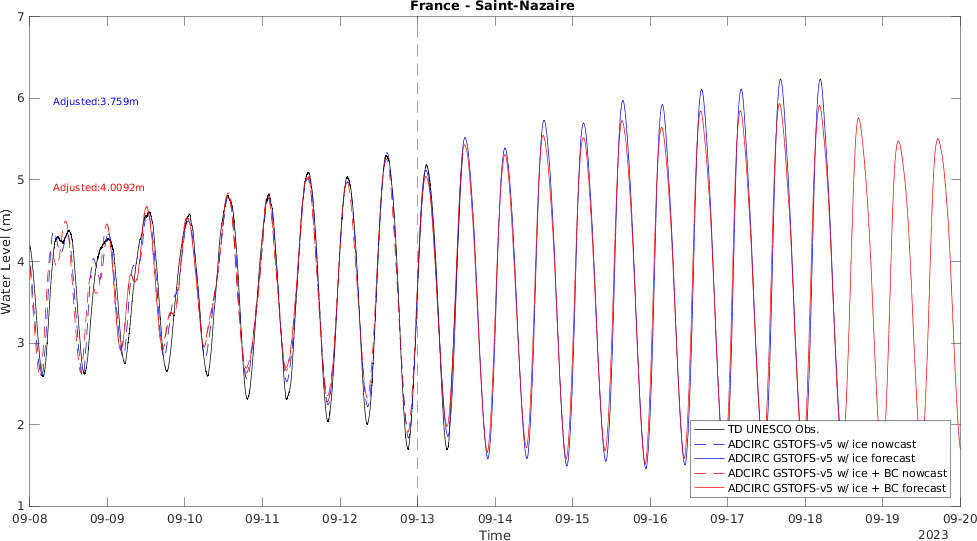 France - Saint-Nazaire
7
6
5
4
3
2
1
Water Level (m)
Adjusted:3.759m
Adjusted:4.0092m
TD UNESCO Obs.
ADCIRC GSTOFS-v5 w/ ice nowcast
ADCIRC GSTOFS-v5 w/ ice forecast
ADCIRC GSTOFS-v5 w/ ice + BC nowcast
ADCIRC GSTOFS-v5 w/ ice + BC forecast
09-08 09-10 09-11 09-12 09-13 09-14 09-15 09-16 09-17 09-18 09-19 09-20
Time
2023